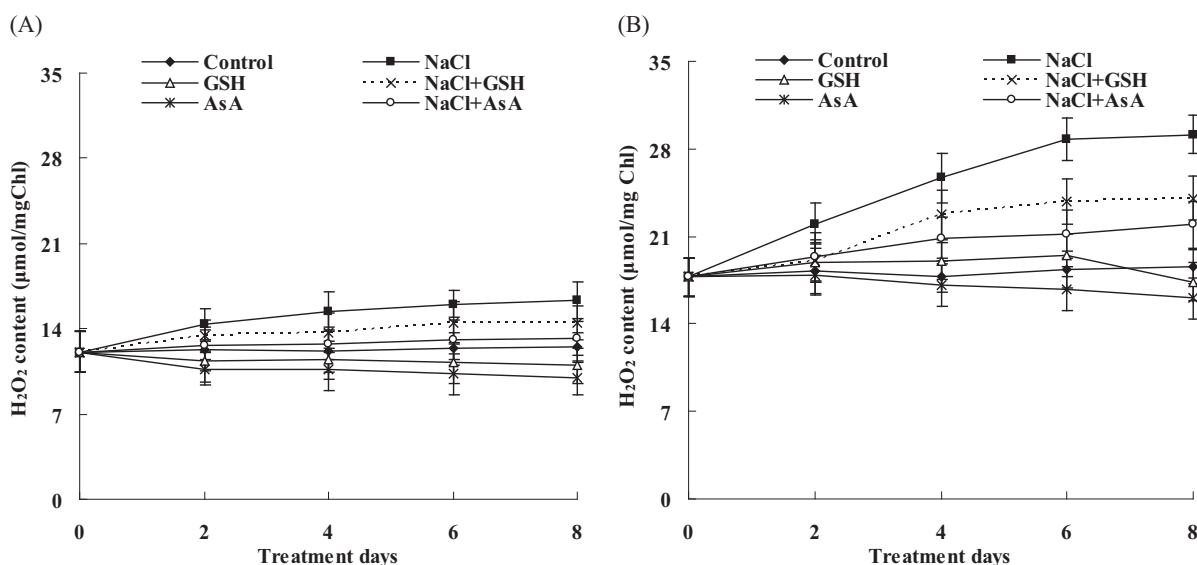 (A)
Control NaCl
GSH NaCl+GSH
AsA NaCl+AsA
35
28
21
14
7
0
H₂O₂ content (μmol/mgChl)
0 2 4 6 8
Treatment days
(B)
Control NaCl
GSH NaCl+GSH
AsA NaCl+AsA
35
28
21
14
7
0
H₂O₂ content (μmol/mg Chl)
0 2 4 6 8
Treatment days